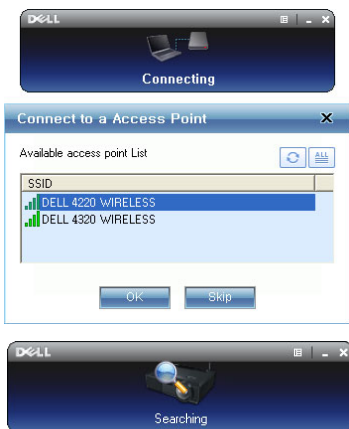 DELL
Connecting
Connect to a Access Point
Available access point List
ALL
SSID
DELL 4220 WIRELESS
DELL 4320 WIRELESS
OK Skip
DELL
Searching